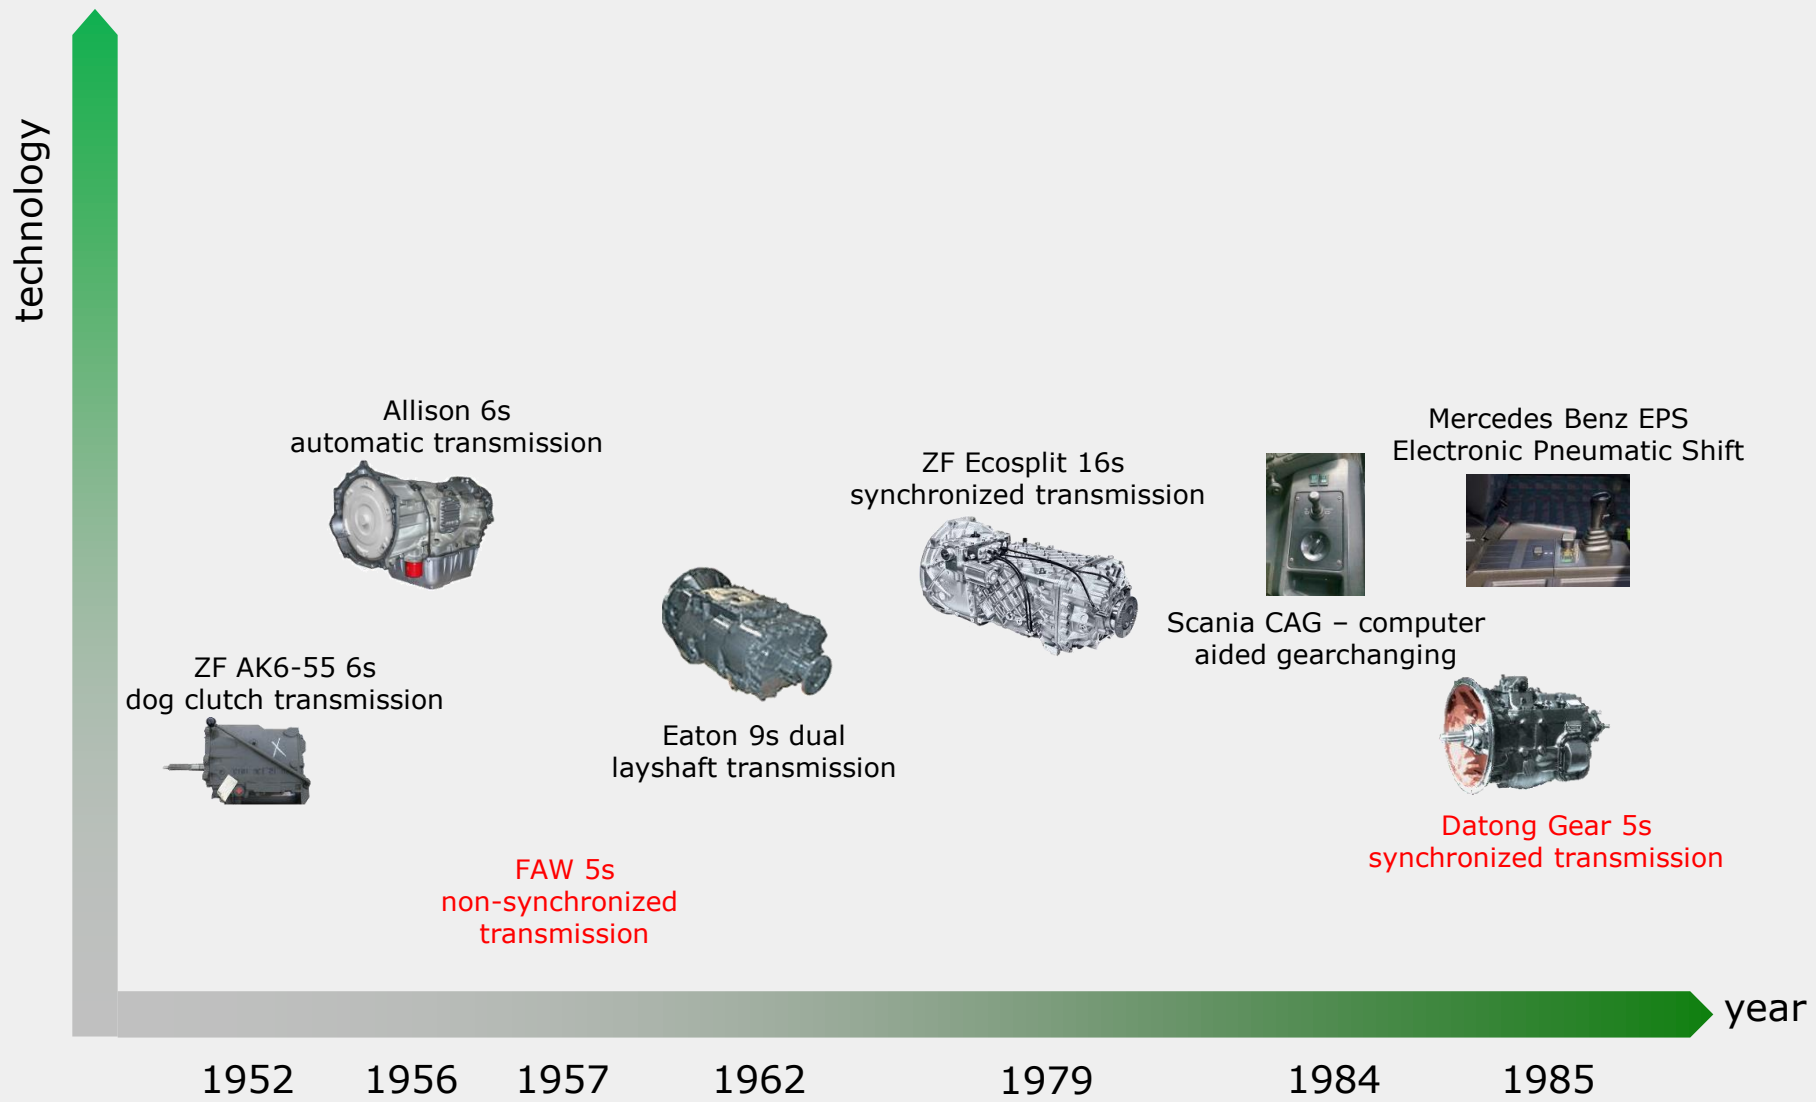 technology
Allison 6s
automatic transmission
Mercedes Benz EPS
Electronic Pneumatic Shift
ZF Ecosplit 16s
synchronized transmission
Scania CAG – computer
aided gearchanging
ZF AK6-55 6s
dog clutch transmission
Eaton 9s dual
layshaft transmission
Datong Gear 5s
synchronized transmission
FAW 5s
non-synchronized
transmission
year
1952
1956
1957
1962
1979
1984
1985